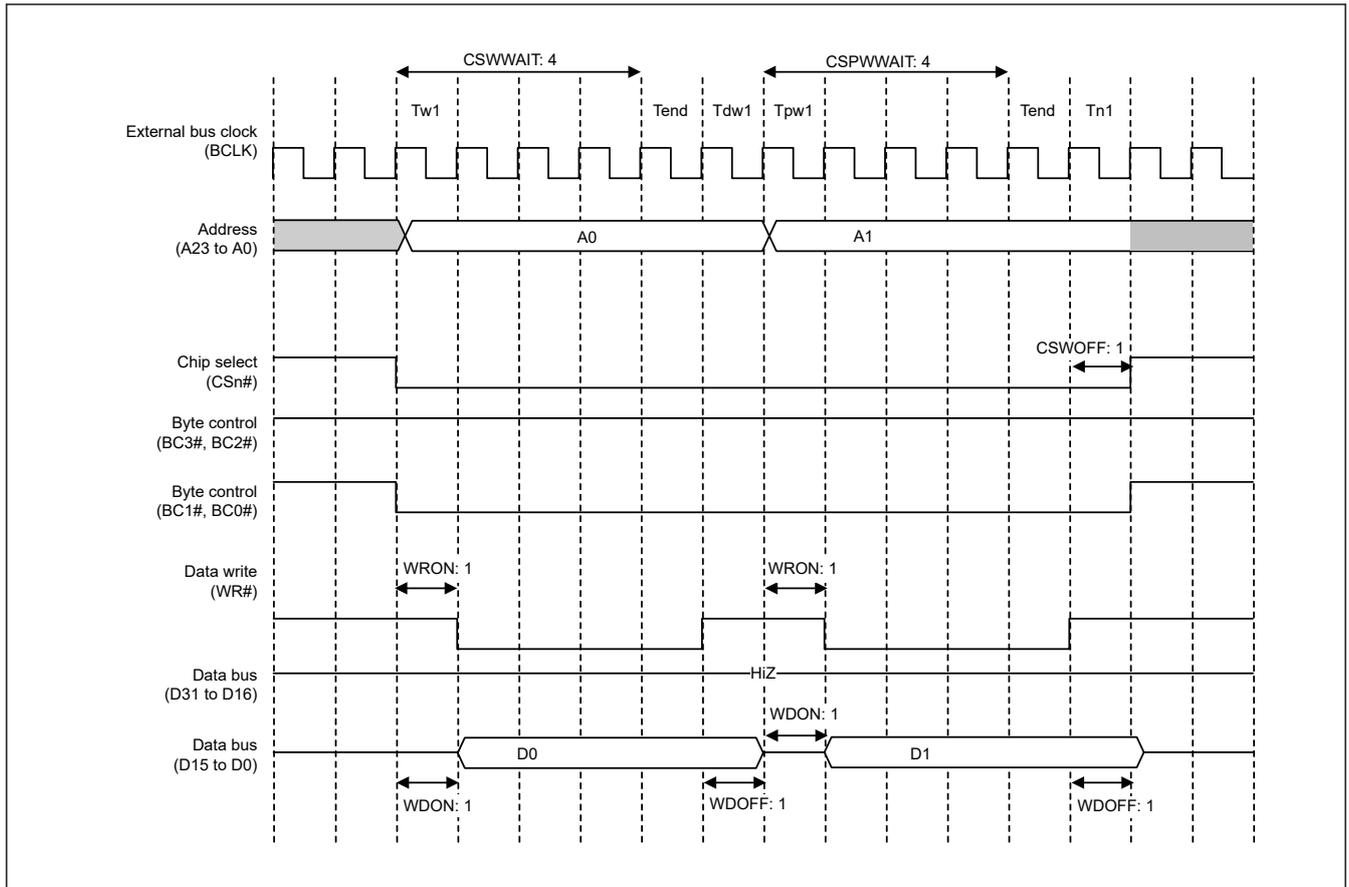 CSWWAIT: 4
CSPWWAIT: 4
Tw1
Tend
Tdw1
Tpw1
Tend
Tn1
External bus clock
(BCLK)
Address
(A23 to A0)
A0
A1
CSWOFF: 1
Chip select
(CSn#)
Byte control
(BC3#, BC2#)
Byte control
(BC1#, BC0#)
Data write
(WR#)
WRON: 1
WRON: 1
Data bus
(D31 to D16)
HiZ
WDON: 1
Data bus
(D15 to D0)
D0
D1
WDON: 1
WDOFF: 1
WDOFF: 1